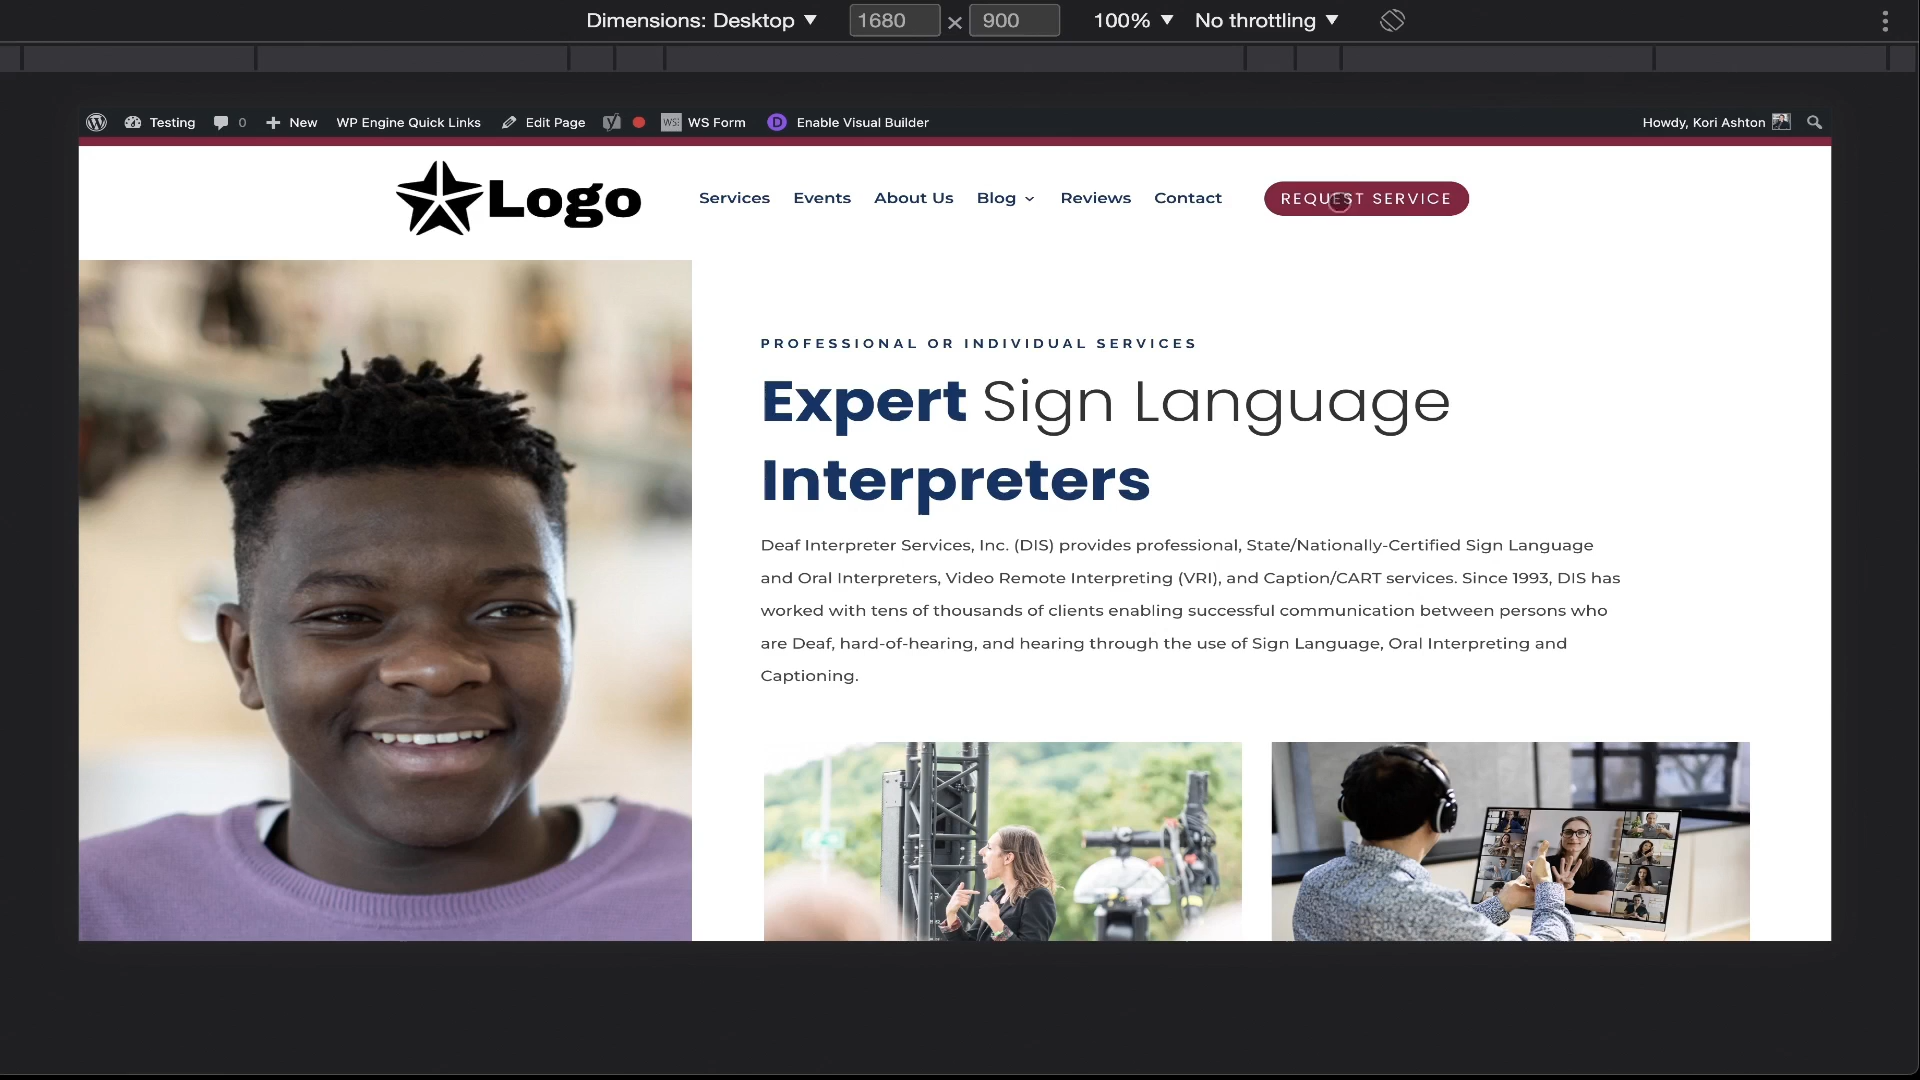 Dimensions: Desktop ▼ 1680 × 900 100% ▼ No throttling ▼
Testing 0 New WP Engine Quick Links Edit Page WS Form D Enable Visual Builder Howdy, Kori Ashton
Logo Services Events About Us Blog Reviews Contact REQUEST SERVICE
PROFESSIONAL OR INDIVIDUAL SERVICES
Expert Sign Language
Interpreters
Deaf Interpreter Services, Inc. (DIS) provides professional, State/Nationally-Certified Sign Language
and Oral Interpreters, Video Remote Interpreting (VRI), and Caption/CART services. Since 1993, DIS has
worked with tens of thousands of clients enabling successful communication between persons who
are Deaf, hard-of-hearing, and hearing through the use of Sign Language, Oral Interpreting and
Captioning.